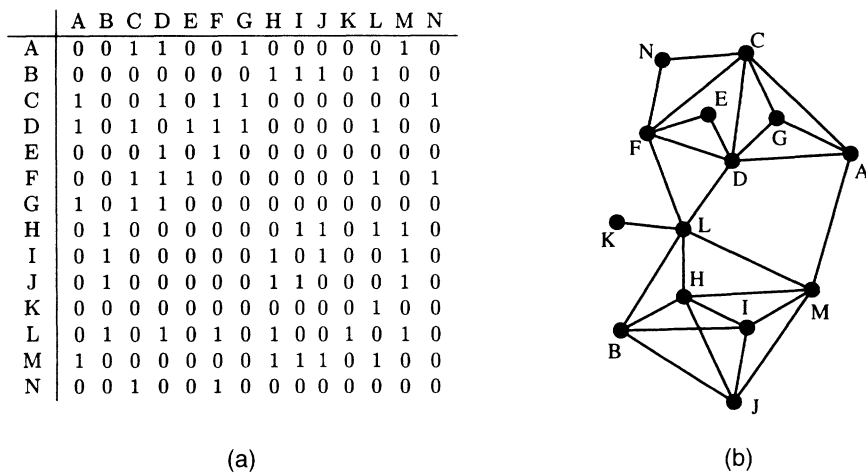 A B C D E F G H I J K L M N
A 0 0 1 1 0 0 1 0 0 0 0 0 1 0
B 0 0 0 0 0 0 0 1 1 1 0 1 0 0
C 1 0 0 1 0 1 1 0 0 0 0 0 0 1
D 1 0 1 0 1 1 1 0 0 0 0 1 0 0
E 0 0 0 1 0 1 0 0 0 0 0 0 0 0
F 0 0 1 1 1 0 0 0 0 0 0 1 0 1
G 1 0 1 1 0 0 0 0 0 0 0 0 0 0
H 0 1 0 0 0 0 0 0 1 1 0 1 1 0
I 0 1 0 0 0 0 0 1 0 1 0 0 1 0
J 0 1 0 0 0 0 0 1 1 0 0 0 1 0
K 0 0 0 0 0 0 0 0 0 0 0 1 0 0
L 0 1 0 1 0 1 0 1 0 0 1 0 1 0
M 1 0 0 0 0 0 0 1 1 1 0 1 0 0
N 0 0 1 0 0 1 0 0 0 0 0 0 0 0
(a)
C
N
E
G
F
D
A
L
K
H
I
M
B
J
(b)